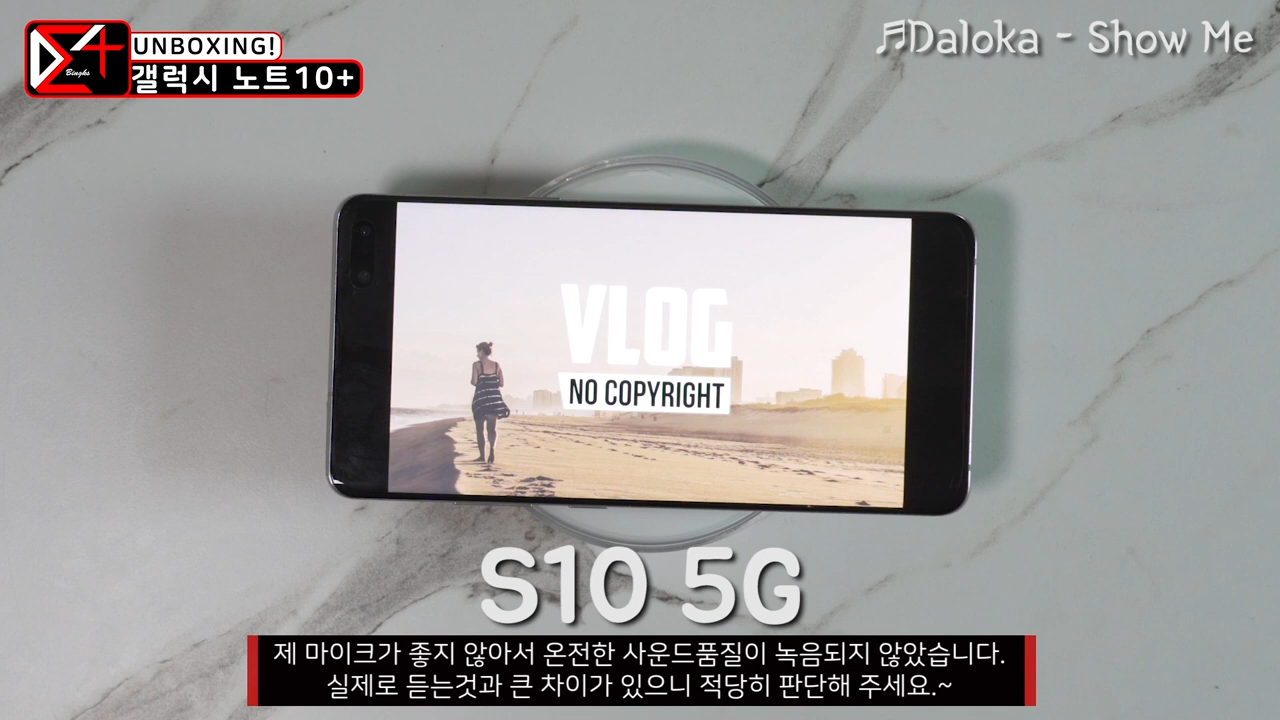 UNBOXING!
갤럭시 노트10+
Binghs
♬Daloka - Show Me
VLOG
NO COPYRIGHT
S10 5G
제 마이크가 좋지 않아서 온전한 사운드품질이 녹음되지 않았습니다.
실제로 듣는것과 큰 차이가 있으니 적당히 판단해 주세요.~